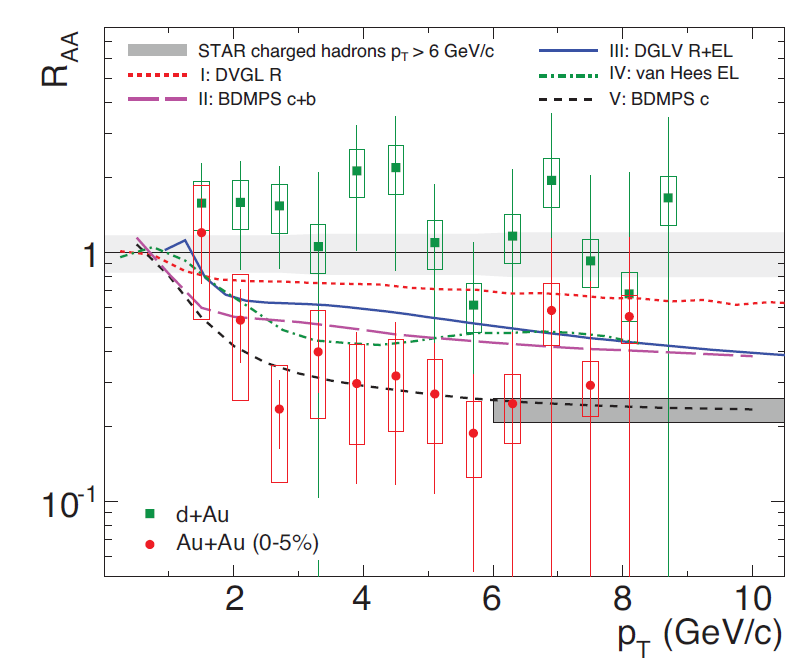 R_AA
STAR charged hadrons p_T > 6 GeV/c
I: DVGL R
II: BDMPS c+b
III: DGLV R+EL
IV: van Hees EL
V: BDMPS c
1
10^-1
d+Au
Au+Au (0-5%)
2 4 6 8 10
p_T (GeV/c)